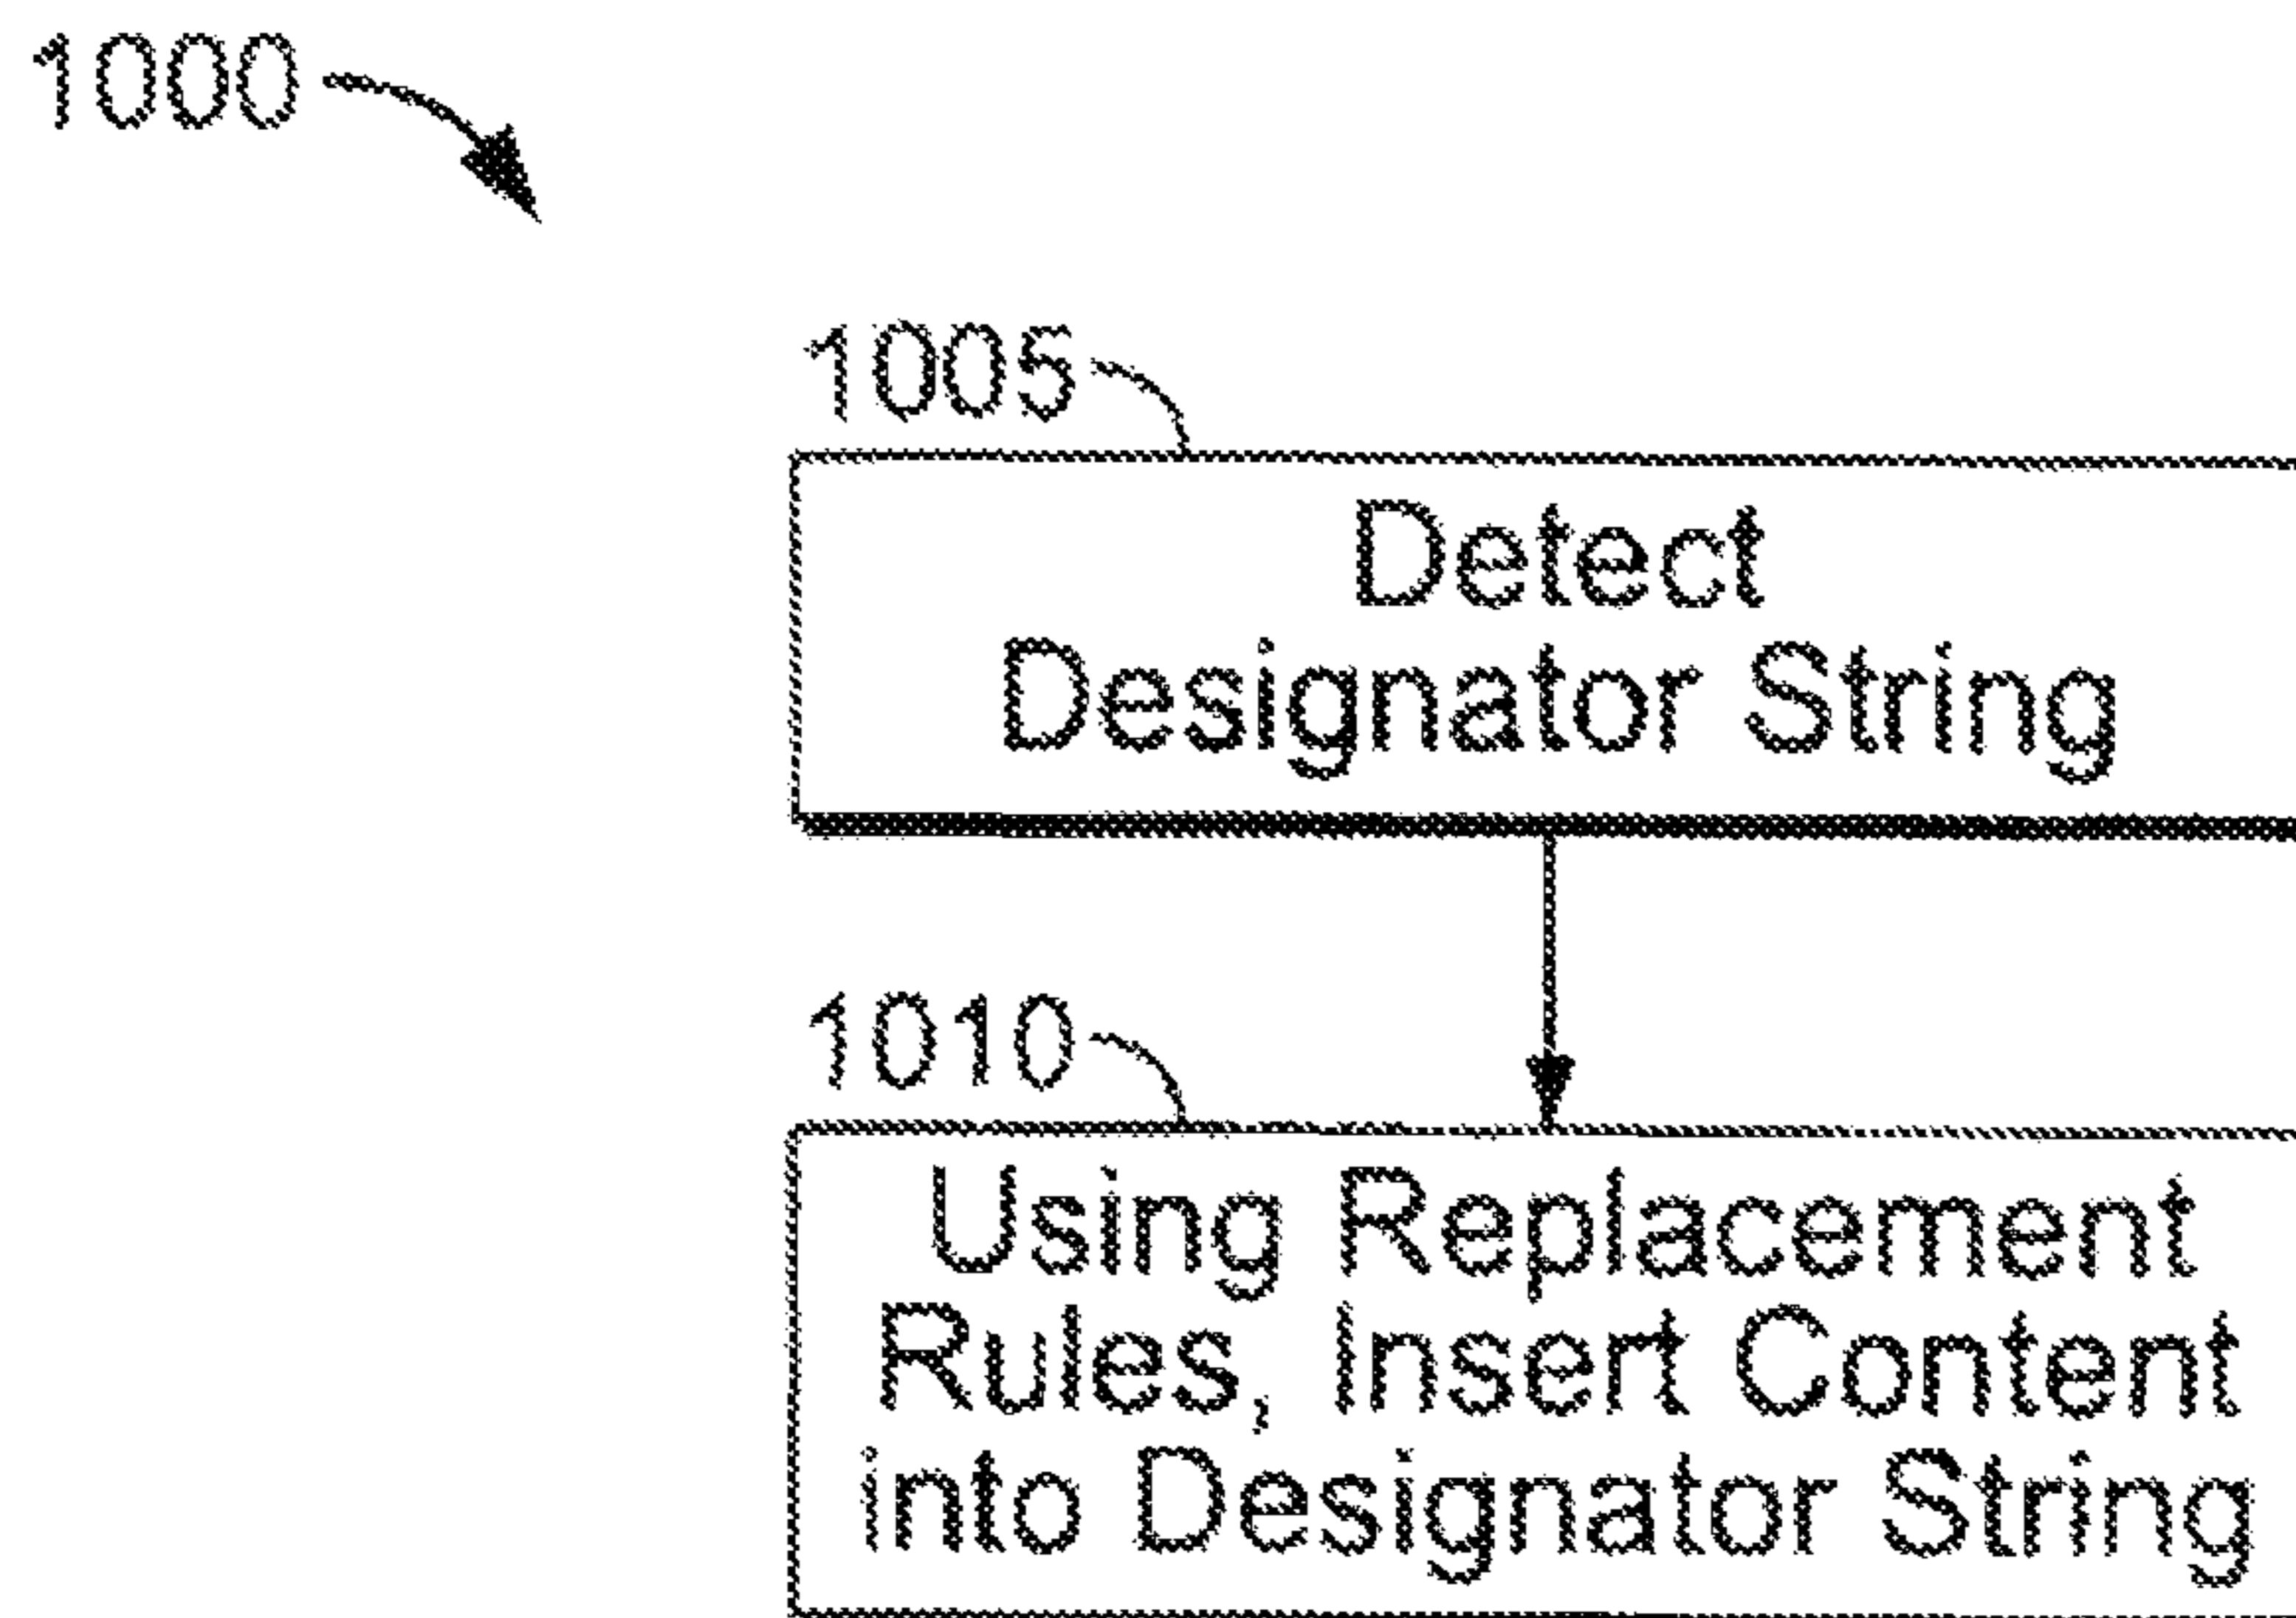 1000
1005
Detect
Designator String
1010
Using Replacement
Rules, Insert Content
into Designator String